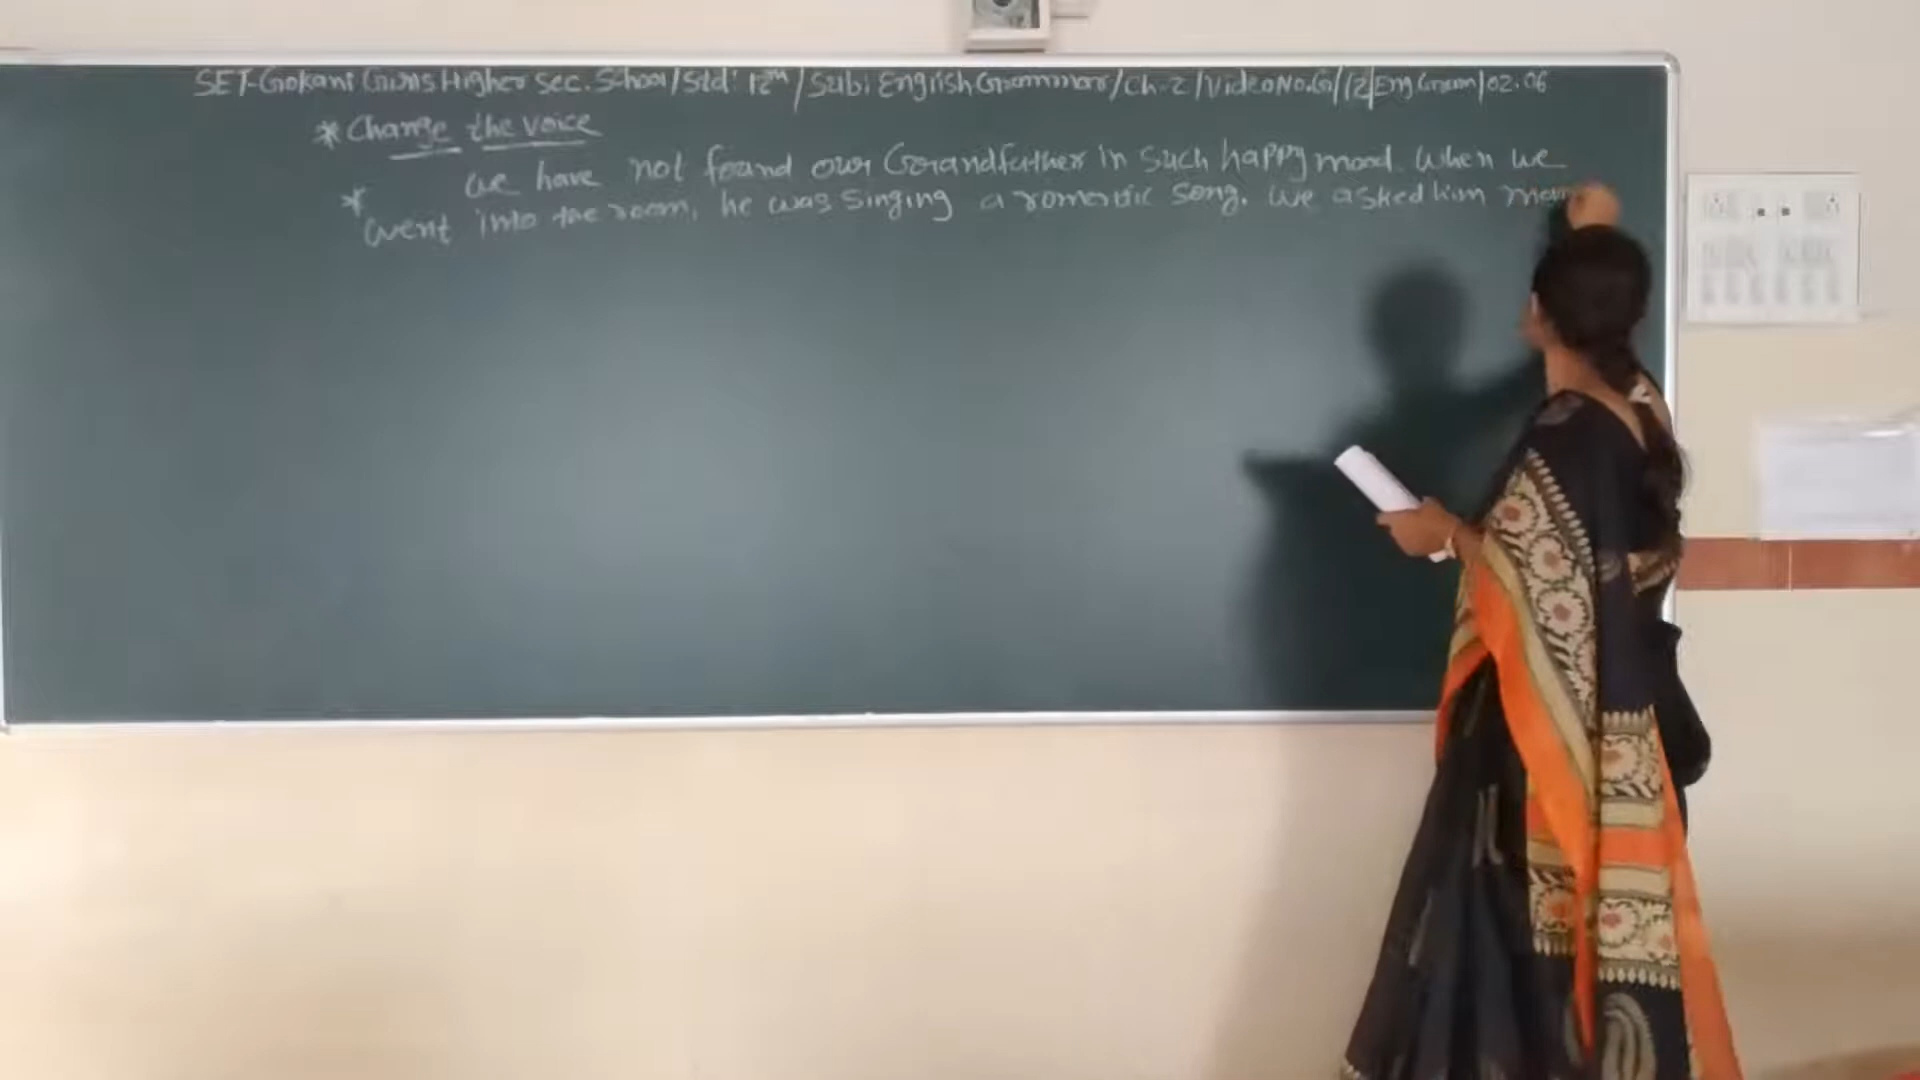 SET-Gokani Girls Higher Sec. School/Std: 12th/Sub: English Grammar/Ch-2/Video No. G/12/Eng Gram/02.06
* Change the voice
* we have not found our Grandfather in such happy mood. When we
went into the room, he was singing a romantic song. We asked him